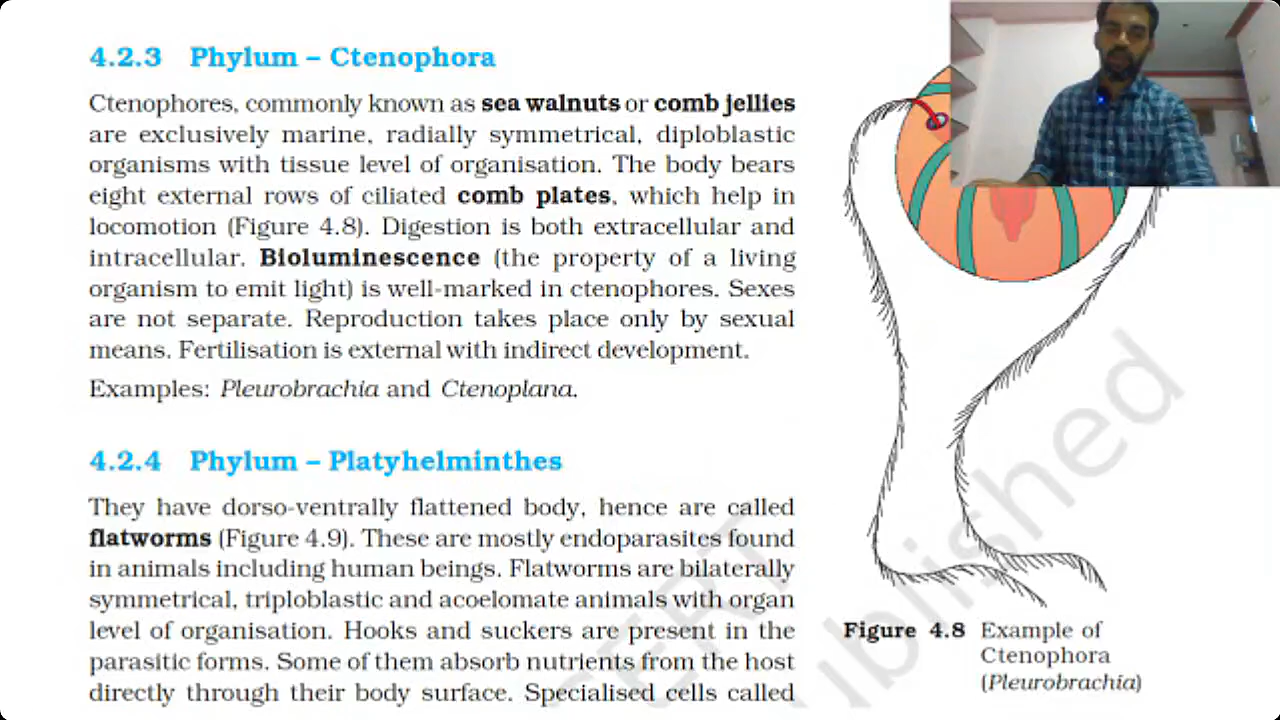 4.2.3 Phylum – Ctenophora
Ctenophores, commonly known as sea walnuts or comb jellies
are exclusively marine, radially symmetrical, diploblastic
organisms with tissue level of organisation. The body bears
eight external rows of ciliated comb plates, which help in
locomotion (Figure 4.8). Digestion is both extracellular and
intracellular. Bioluminescence (the property of a living
organism to emit light) is well-marked in ctenophores. Sexes
are not separate. Reproduction takes place only by sexual
means. Fertilisation is external with indirect development.
Examples: Pleurobrachia and Ctenoplana.
4.2.4 Phylum – Platyhelminthes
They have dorso-ventrally flattened body, hence are called
flatworms (Figure 4.9). These are mostly endoparasites found
in animals including human beings. Flatworms are bilaterally
symmetrical, triploblastic and acoelomate animals with organ
level of organisation. Hooks and suckers are present in the
parasitic forms. Some of them absorb nutrients from the host
directly through their body surface. Specialised cells called
Figure 4.8 Example of
Ctenophora
(Pleurobrachia)